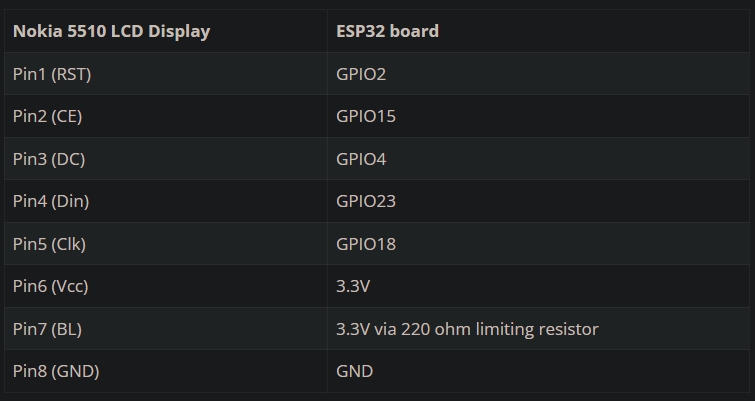 Nokia 5510 LCD Display ESP32 board
Pin1 (RST) GPIO2
Pin2 (CE) GPIO15
Pin3 (DC) GPIO4
Pin4 (Din) GPIO23
Pin5 (Clk) GPIO18
Pin6 (Vcc) 3.3V
Pin7 (BL) 3.3V via 220 ohm limiting resistor
Pin8 (GND) GND